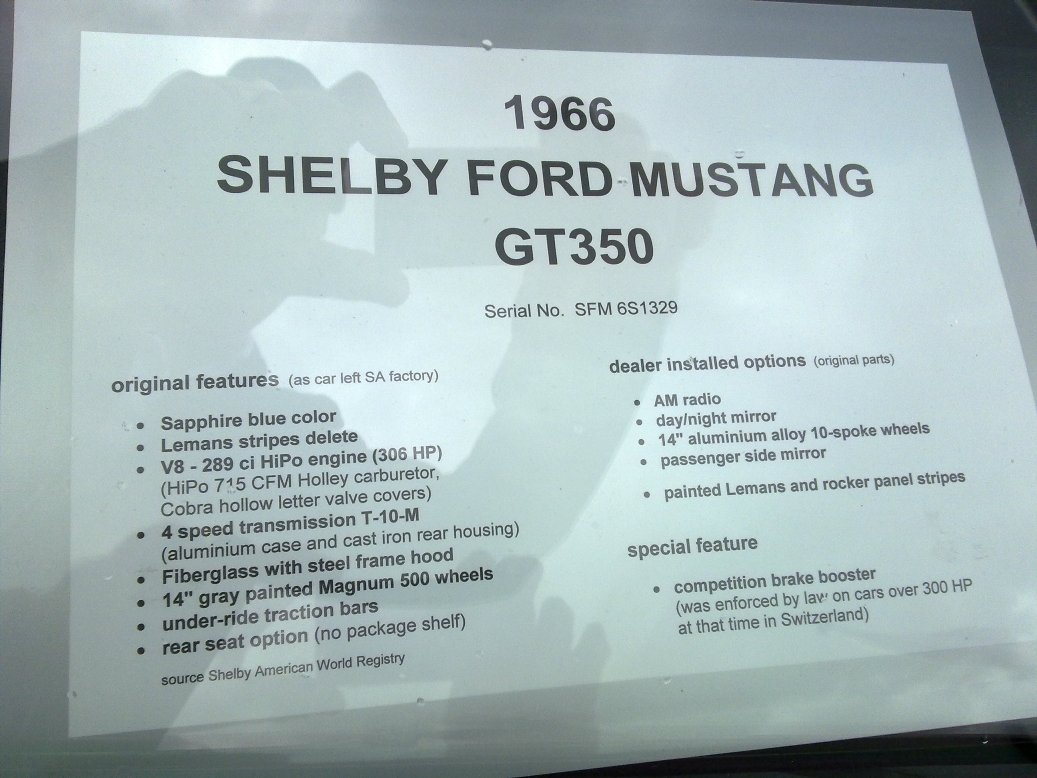 1966
SHELBY FORD MUSTANG
GT350
Serial No. SFM 6S1329
original features (as car left SA factory)
• Sapphire blue color
• Lemans stripes delete
• V8 - 289 ci HiPo engine (306 HP)
(HiPo 715 CFM Holley carburetor,
Cobra hollow letter valve covers)
• 4 speed transmission T-10-M
(aluminium case and cast iron rear housing)
• Fiberglass with steel frame hood
• 14" gray painted Magnum 500 wheels
• under-ride traction bars
• rear seat option (no package shelf)
source Shelby American World Registry
dealer installed options (original parts)
• AM radio
• day/night mirror
• 14" aluminium alloy 10-spoke wheels
• passenger side mirror
• painted Lemans and rocker panel stripes
special feature
• competition brake booster
(was enforced by law on cars over 300 HP
at that time in Switzerland)